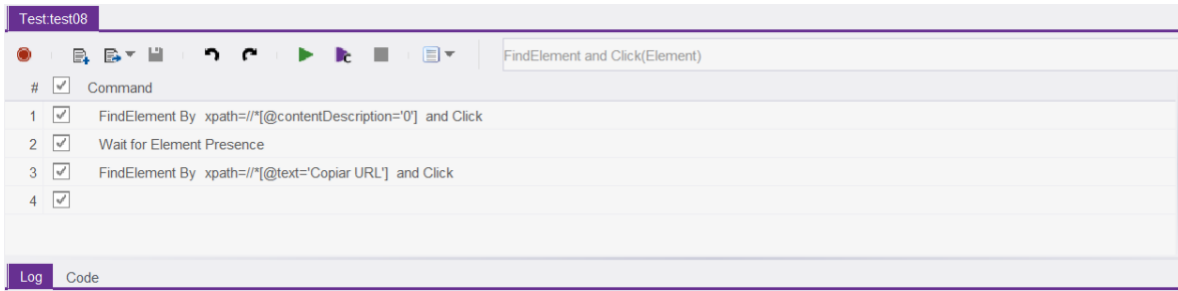 Test:test08
FindElement and Click(Element)
# Command
1 FindElement By xpath=//*[@contentDescription='0'] and Click
2 Wait for Element Presence
3 FindElement By xpath=//*[@text='Copiar URL'] and Click
4
Log Code